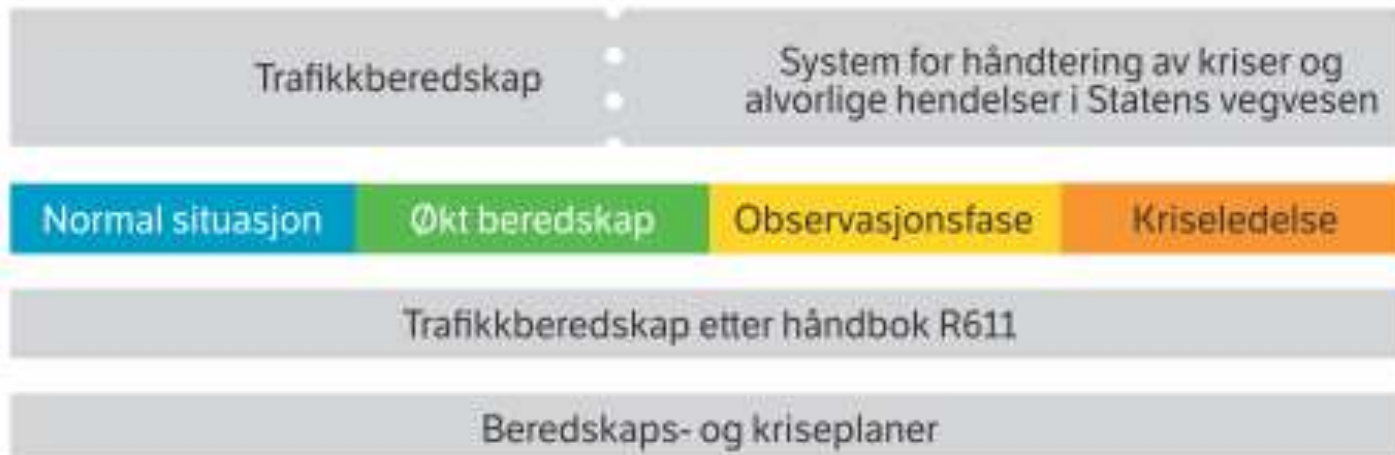 Trafikkberedskap
System for håndtering av kriser og
alvorlige hendelser i Statens vegvesen
Normal situasjon
Økt beredskap
Observasjonsfase
Kriseledelse
Trafikkberedskap etter håndbok R611
Beredskaps- og kriseplaner